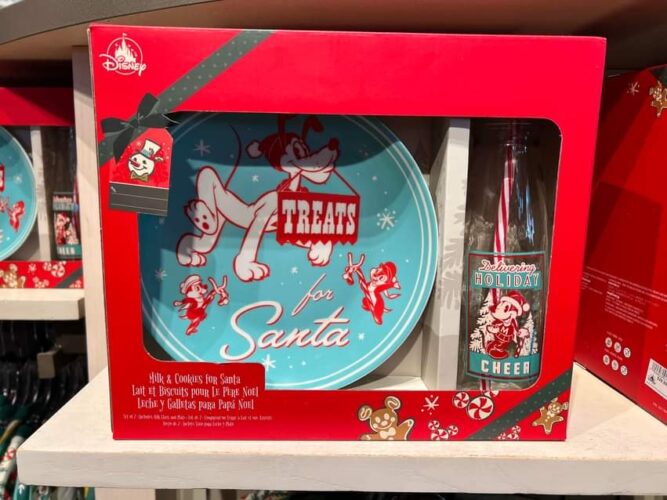 Disney
TREATS
for
Santa
Delivering
HOLIDAY
CHEER
Milk & Cookies for Santa
Lait et Biscuits pour Le Père Noël
Leche y Galletas para Papá Noel
CHEER